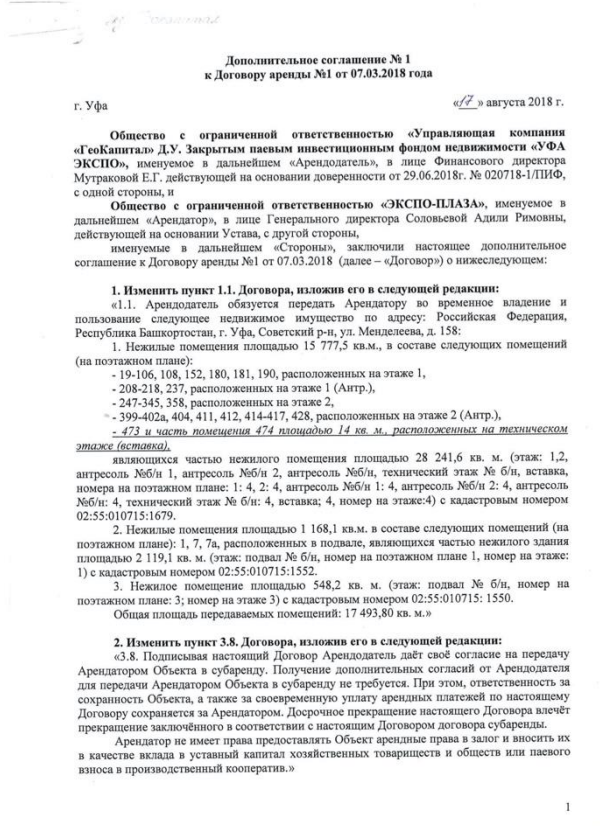 Дополнительное соглашение № 1
к Договору аренды №1 от 07.03.2018 года
г. Уфа «17» августа 2018 г.
Общество с ограниченной ответственностью «Управляющая компания
«ГеоКапитал» Д.У. Закрытым паевым инвестиционным фондом недвижимости «УФА
ЭКСПО», именуемое в дальнейшем «Арендодатель», в лице Финансового директора
Мутраковой Е.Г. действующей на основании доверенности от 29.06.2018г. № 020718-1/ПИФ,
с одной стороны, и
Общество с ограниченной ответственностью «ЭКСПО-ПЛАЗА», именуемое в
дальнейшем «Арендатор», в лице Генерального директора Соловьевой Адили Римовны,
действующей на основании Устава, с другой стороны,
именуемые в дальнейшем «Стороны», заключили настоящее дополнительное
соглашение к Договору аренды №1 от 07.03.2018 (далее – «Договор») о нижеследующем:
1. Изменить пункт 1.1. Договора, изложив его в следующей редакции:
«1.1. Арендодатель обязуется передать Арендатору во временное владение и
пользование следующее недвижимое имущество по адресу: Российская Федерация,
Республика Башкортостан, г. Уфа, Советский р-н, ул. Менделеева, д. 158:
1. Нежилые помещения площадью 15 777,5 кв.м., в составе следующих помещений
(на поэтажном плане):
- 19-106, 108, 152, 180, 181, 190, расположенных на этаже 1,
- 208-218, 237, расположенных на этаже 1 (Антр.),
- 247-345, 358, расположенных на этаже 2,
- 399-402а, 404, 411, 412, 414-417, 428, расположенных на этаже 2 (Антр.),
- 473 и часть помещения 474 площадью 14 кв. м., расположенных на техническом
этаже (вставка),
являющихся частью нежилого помещения площадью 28 241,6 кв. м. (этаж: 1,2,
антресоль №б/н 1, антресоль №б/н 2, антресоль №б/н, технический этаж № б/н, вставка,
номера на поэтажном плане: 1: 4, 2: 4, антресоль №б/н 1: 4, антресоль №б/н 2: 4, антресоль
№б/н: 4, технический этаж № б/н: 4, вставка; 4, номер на этаже:4) с кадастровым номером
02:55:010715:1679.
2. Нежилые помещения площадью 1 168,1 кв.м. в составе следующих помещений (на
поэтажном плане): 1, 7, 7а, расположенных в подвале, являющихся частью нежилого здания
площадью 2 119,1 кв. м. (этаж: подвал № б/н, номер на поэтажном плане 1, номер на этаже:
1) с кадастровым номером 02:55:010715:1552.
3. Нежилое помещение площадью 548,2 кв. м. (этаж: подвал № б/н, номер на
поэтажном плане: 3; номер на этаже 3) с кадастровым номером 02:55:010715: 1550.
Общая площадь передаваемых помещений: 17 493,80 кв. м.»
2. Изменить пункт 3.8. Договора, изложив его в следующей редакции:
«3.8. Подписывая настоящий Договор Арендодатель даёт своё согласие на передачу
Арендатором Объекта в субаренду. Получение дополнительных согласий от Арендодателя
для передачи Арендатором Объекта в субаренду не требуется. При этом, ответственность за
сохранность Объекта, а также за своевременную уплату арендных платежей по настоящему
Договору сохраняется за Арендатором. Досрочное прекращение настоящего Договора влечёт
прекращение заключённого в соответствии с настоящим Договором договора субаренды.
Арендатор не имеет права предоставлять Объект арендные права в залог и вносить их
в качестве вклада в уставный капитал хозяйственных товариществ и обществ или паевого
взноса в производственный кооператив.»
1